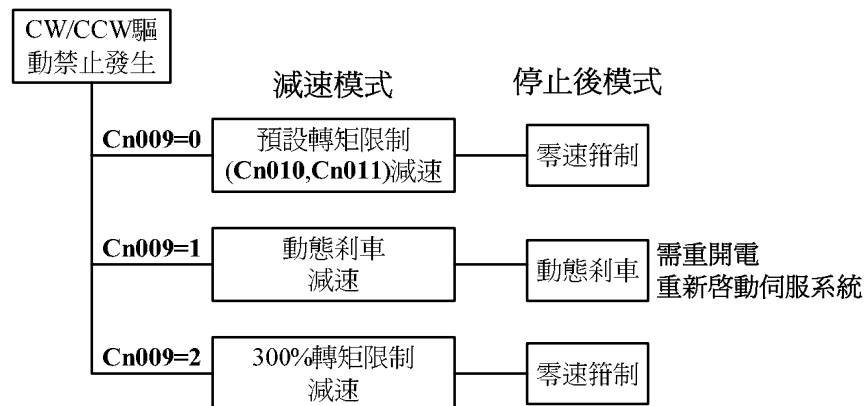 CW/CCW驅
動禁止發生
減速模式
停止後模式
Cn009=0
預設轉矩限制
(Cn010,Cn011)減速
零速箝制
Cn009=1
動態剎車
減速
動態剎車
需重開電
重新啓動伺服系統
Cn009=2
300%轉矩限制
減速
零速箝制